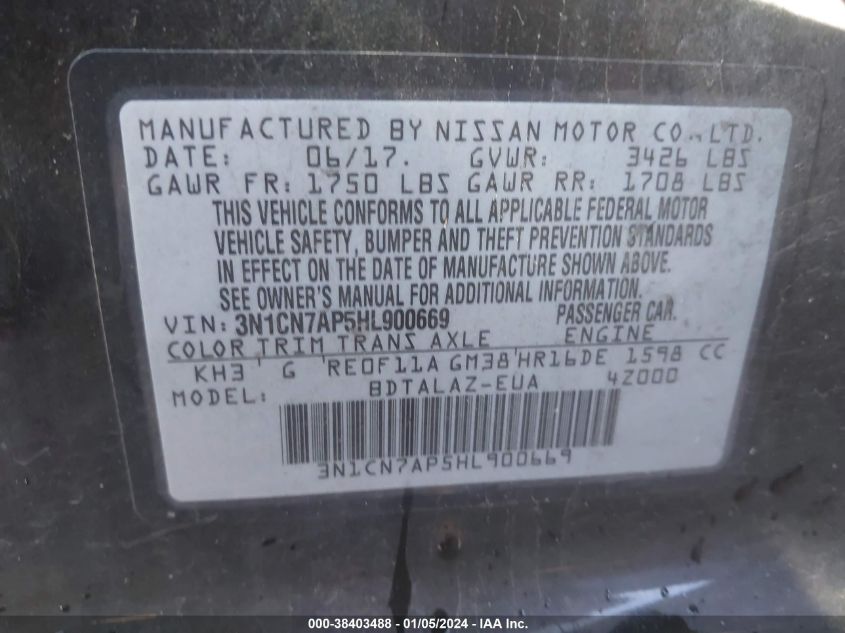 MANUFACTURED BY NISSAN MOTOR CO., LTD.
DATE: 06/17. GVWR: 3426 LBS
GAWR FR: 1750 LBS GAWR RR: 1708 LBS
THIS VEHICLE CONFORMS TO ALL APPLICABLE FEDERAL MOTOR
VEHICLE SAFETY, BUMPER AND THEFT PREVENTION STANDARDS
IN EFFECT ON THE DATE OF MANUFACTURE SHOWN ABOVE.
SEE OWNER'S MANUAL FOR ADDITIONAL INFORMATION.
VIN: 3N1CN7AP5HL900669 PASSENGER CAR.
COLOR TRIM TRANS AXLE ENGINE
KH3 G RE0F11A GM38 HR16DE 1598 CC
MODEL: BDTALAZ-EUA 4Z000
3N1CN7AP5HL900669
000-38403488 - 01/05/2024 - IAA Inc.